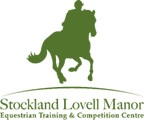 Stockland Lovell Manor
Equestrian Training & Competition Centre